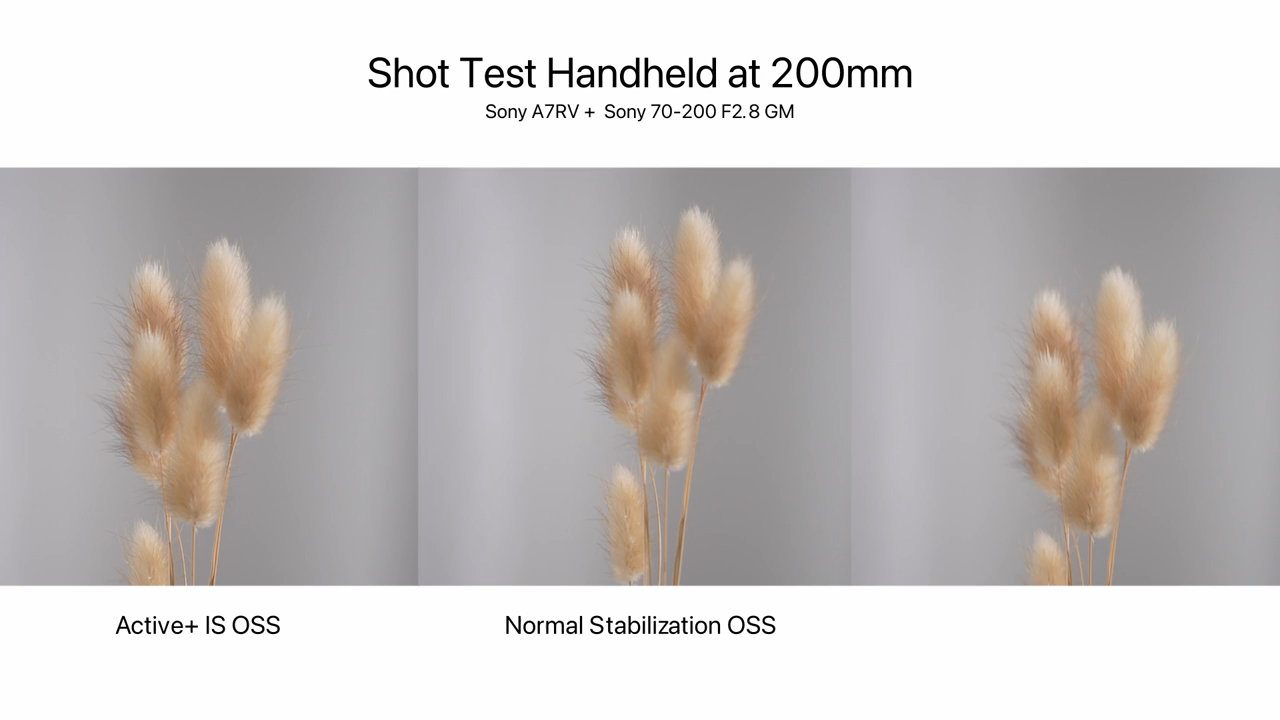 Shot Test Handheld at 200mm
Sony A7RV + Sony 70-200 F2.8 GM
Active+ IS OSS
Normal Stabilization OSS